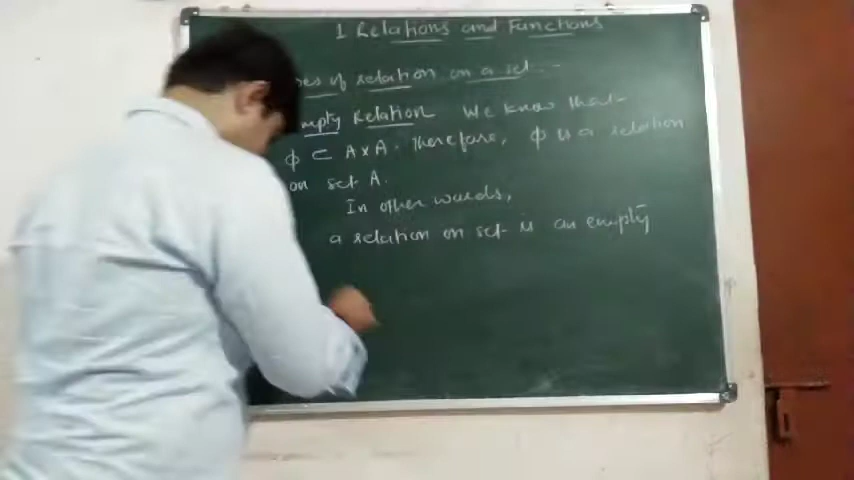 1 Relations and Functions
of relation on a set:-
mpty Relation We know that
φ ⊂ A×A. Therefore, φ is a relation
on set A.
In other words,
a relation on set is an empty